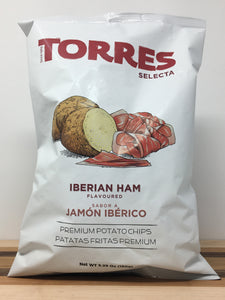 TORRES
SELECTA
IBERIAN HAM
FLAVOURED
SABOR A
JAMÓN IBÉRICO
PREMIUM POTATO CHIPS
PATATAS FRITAS PREMIUM